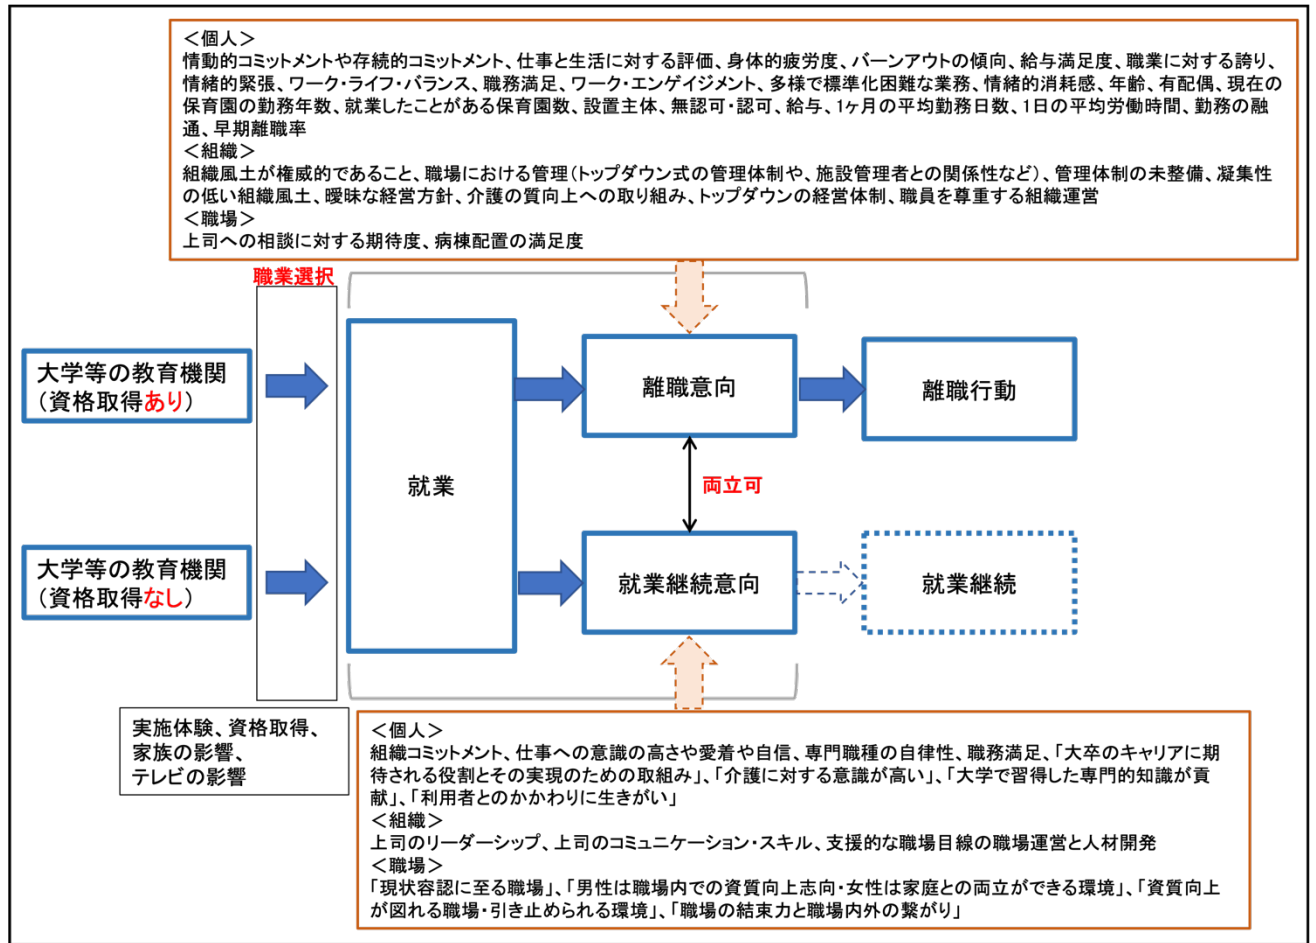 ＜個人＞
情動的コミットメントや存続的コミットメント、仕事と生活に対する評価、身体的疲労度、バーンアウトの傾向、給与満足度、職業に対する誇り、
情緒的緊張、ワーク・ライフ・バランス、職務満足、ワーク・エンゲイジメント、多様で標準化困難な業務、情緒的消耗感、年齢、有配偶、現在の
保育園の勤務年数、就業したことがある保育園数、設置主体、無認可・認可、給与、1ヶ月の平均勤務日数、1日の平均労働時間、勤務の融
通、早期離職率
＜組織＞
組織風土が権威的であること、職場における管理（トップダウン式の管理体制や、施設管理者との関係性など）、管理体制の未整備、凝集性
の低い組織風土、曖昧な経営方針、介護の質向上への取り組み、トップダウンの経営体制、職員を尊重する組織運営
＜職場＞
上司への相談に対する期待度、病棟配置の満足度
職業選択
大学等の教育機関
（資格取得あり）
離職意向
離職行動
就業
両立可
大学等の教育機関
（資格取得なし）
就業継続意向
就業継続
実施体験、資格取得、
家族の影響、
テレビの影響
＜個人＞
組織コミットメント、仕事への意識の高さや愛着や自信、専門職種の自律性、職務満足、「大卒のキャリアに期
待される役割とその実現のための取組み」、「介護に対する意識が高い」、「大学で習得した専門的知識が貢
献」、「利用者とのかかわりに生きがい」
＜組織＞
上司のリーダーシップ、上司のコミュニケーション・スキル、支援的な職場目線の職場運営と人材開発
＜職場＞
「現状容認に至る職場」、「男性は職場内での資質向上志向・女性は家庭との両立ができる環境」、「資質向上
が図れる職場・引き止められる環境」、「職場の結束力と職場内外の繋がり」